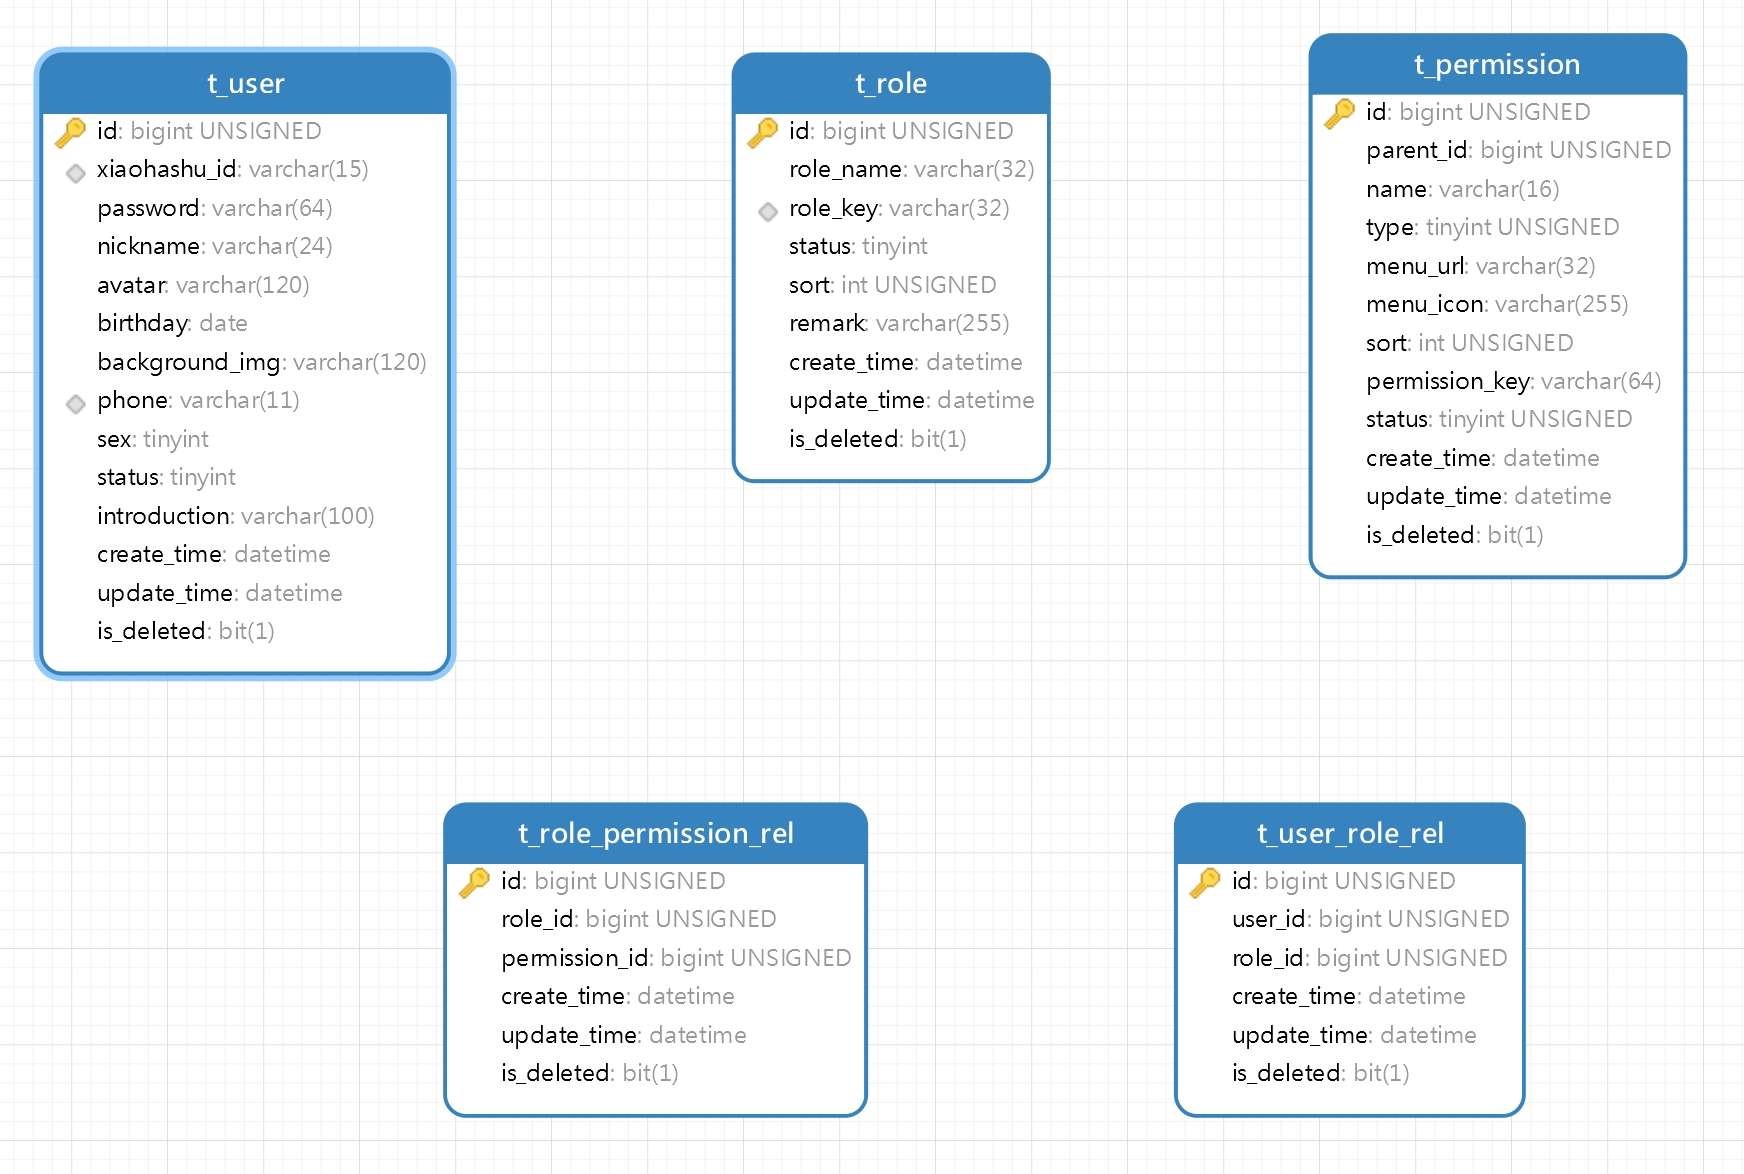 t_user
id: bigint UNSIGNED
xiaohashu_id: varchar(15)
password: varchar(64)
nickname: varchar(24)
avatar: varchar(120)
birthday: date
background_img: varchar(120)
phone: varchar(11)
sex: tinyint
status: tinyint
introduction: varchar(100)
create_time: datetime
update_time: datetime
is_deleted: bit(1)
t_role
id: bigint UNSIGNED
role_name: varchar(32)
role_key: varchar(32)
status: tinyint
sort: int UNSIGNED
remark: varchar(255)
create_time: datetime
update_time: datetime
is_deleted: bit(1)
t_permission
id: bigint UNSIGNED
parent_id: bigint UNSIGNED
name: varchar(16)
type: tinyint UNSIGNED
menu_url: varchar(32)
menu_icon: varchar(255)
sort: int UNSIGNED
permission_key: varchar(64)
status: tinyint UNSIGNED
create_time: datetime
update_time: datetime
is_deleted: bit(1)
t_role_permission_rel
id: bigint UNSIGNED
role_id: bigint UNSIGNED
permission_id: bigint UNSIGNED
create_time: datetime
update_time: datetime
is_deleted: bit(1)
t_user_role_rel
id: bigint UNSIGNED
user_id: bigint UNSIGNED
role_id: bigint UNSIGNED
create_time: datetime
update_time: datetime
is_deleted: bit(1)